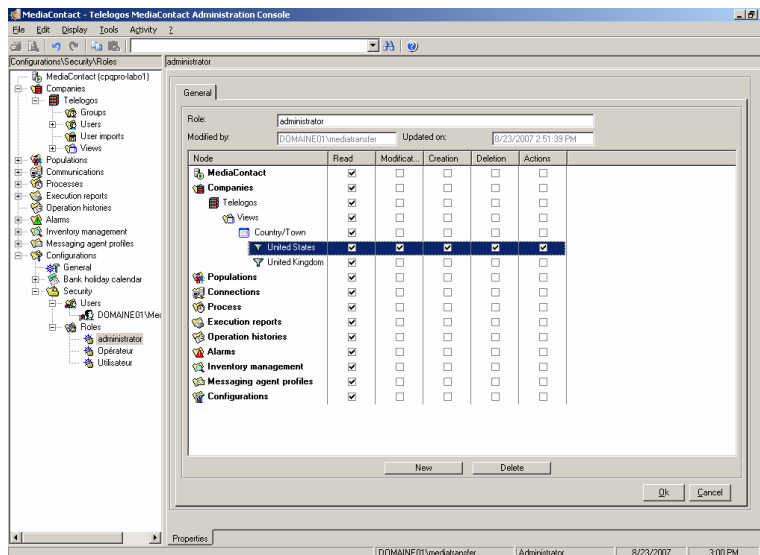 MediaContact - Telelogos MediaContact Administration Console
File Edit Display Tools Activity ?
Configurations\Security\Roles
administrator
MediaContact (cpqpro-labo1)
Companies
Telelogos
Groups
Users
User imports
Views
Populations
Communications
Processes
Execution reports
Operation histories
Alarms
Inventory management
Messaging agent profiles
Configurations
General
Bank holiday calendar
Security
Users
DOMAINE01\Med
Roles
administrator
Opérateur
Utilisateur
General
Role: administrator
Modified by: DOMAINE01\mediatransfer Updated on: 8/23/2007 2:51:39 PM
Node Read Modificat... Creation Deletion Actions
MediaContact
Companies
Telelogos
Views
Country/Town
United States
United Kingdom
Populations
Connections
Process
Execution reports
Operation histories
Alarms
Inventory management
Messaging agent profiles
Configurations
New Delete
Ok Cancel
Properties
DOMAINE01\mediatransfer Administrator 8/23/2007 3:00 PM